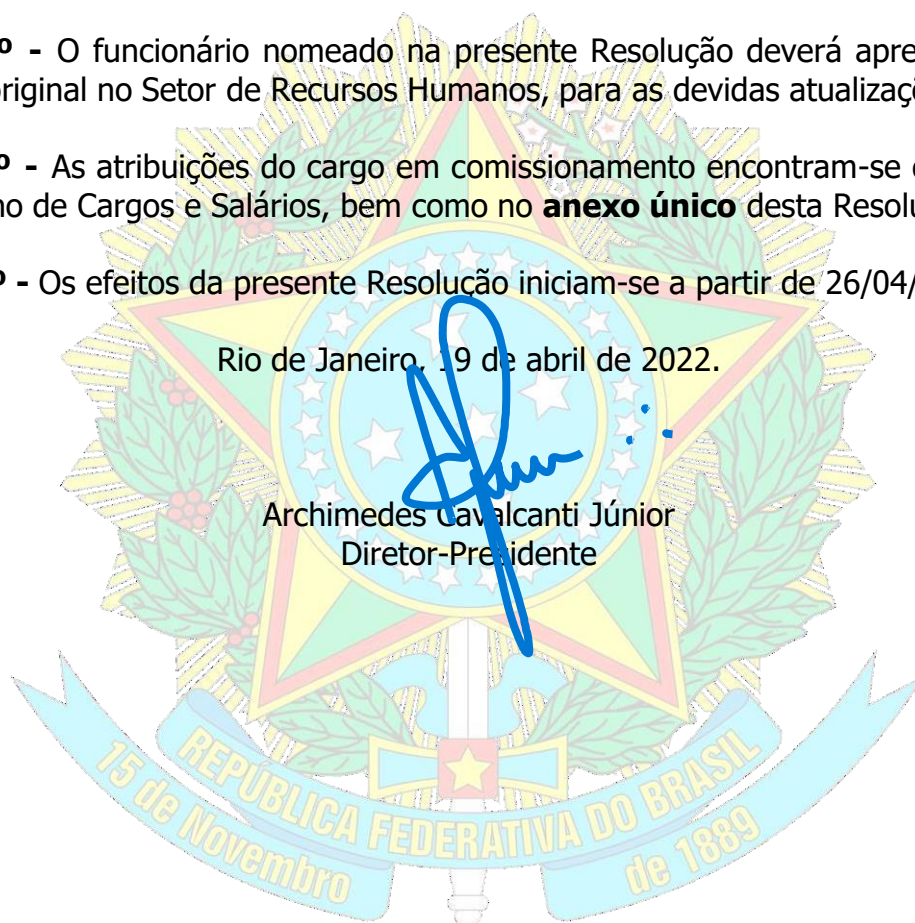 º - O funcionário nomeado na presente Resolução deverá apre
original no Setor de Recursos Humanos, para as devidas atualizaçõ
º - As atribuições do cargo em comissionamento encontram-se
no de Cargos e Salários, bem como no anexo único desta Resolu
º - Os efeitos da presente Resolução iniciam-se a partir de 26/04/
Rio de Janeiro, 19 de abril de 2022.
Archimedes Cavalcanti Júnior
Diretor-Presidente
REPÚBLICA FEDERATIVA DO BRASIL
15 de Novembro de 1889